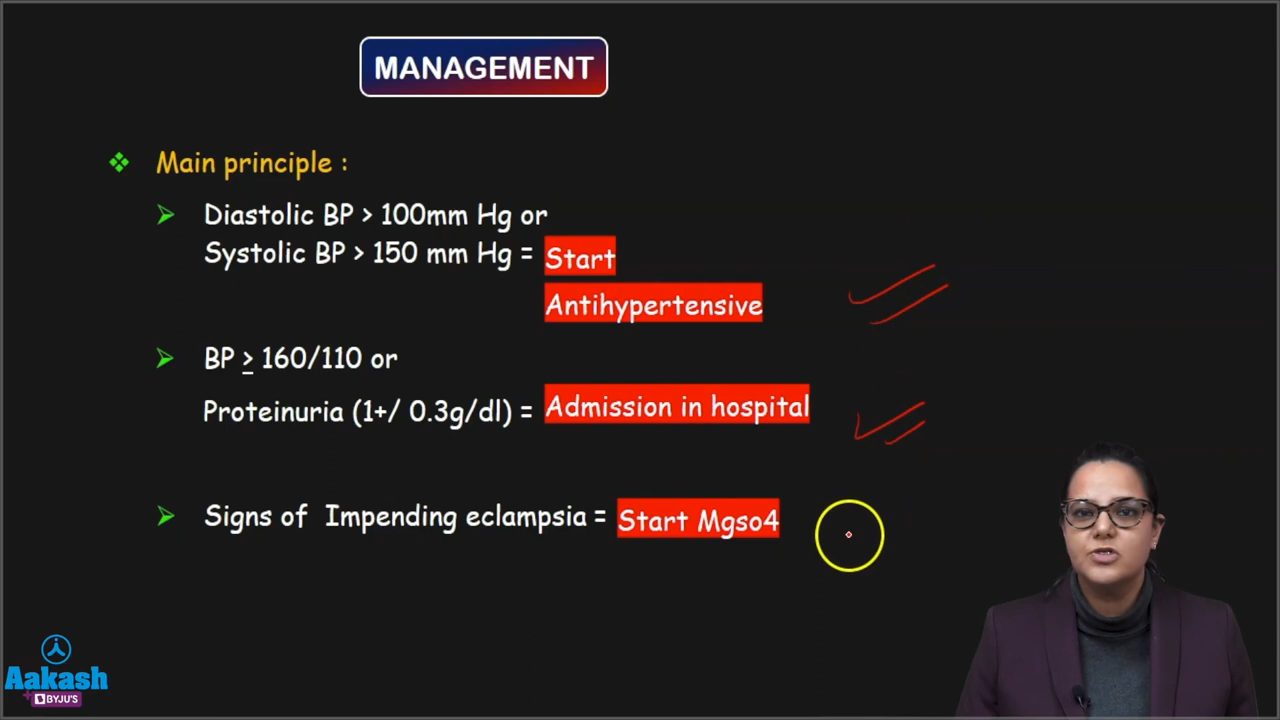 MANAGEMENT
Main principle :
Diastolic BP > 100mm Hg or
Systolic BP > 150 mm Hg = Start
Antihypertensive
BP ≥ 160/110 or
Proteinuria (1+/ 0.3g/dl) = Admission in hospital
Signs of Impending eclampsia = Start Mgso4
Aakash
+ BYJU'S